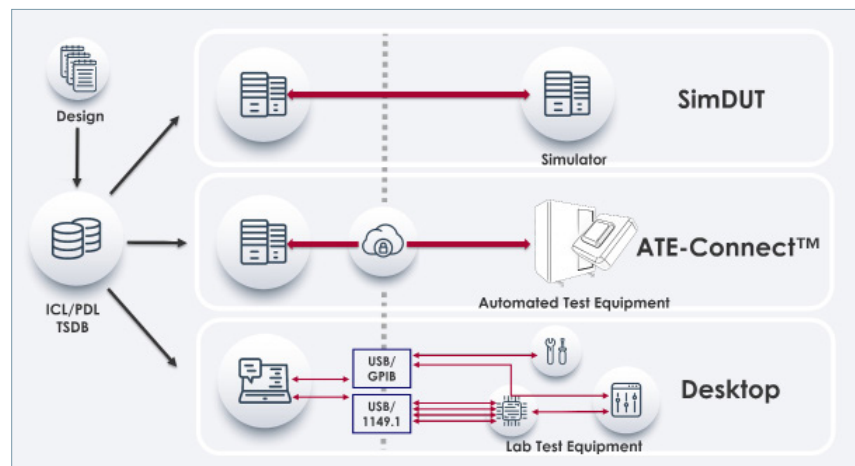 Design
ICL/PDL
TSDB
Simulator
SimDUT
Automated Test Equipment
ATE-Connect™
USB/
GPIB
USB/
1149.1
Lab Test Equipment
Desktop